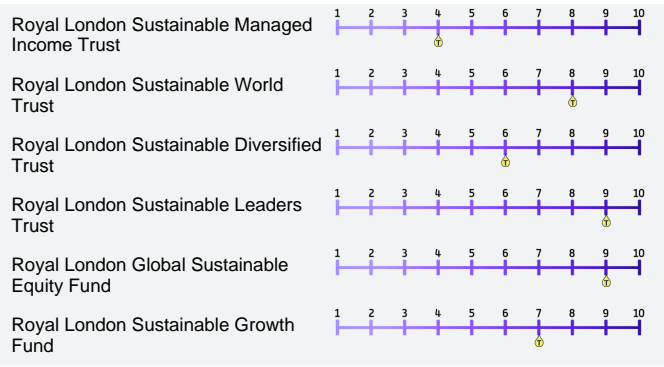 1 2 3 4 5 6 7 8 9 10
Royal London Sustainable Managed
Income Trust
T
1 2 3 4 5 6 7 8 9 10
Royal London Sustainable World
Trust
T
1 2 3 4 5 6 7 8 9 10
Royal London Sustainable Diversified
Trust
T
1 2 3 4 5 6 7 8 9 10
Royal London Sustainable Leaders
Trust
T
1 2 3 4 5 6 7 8 9 10
Royal London Global Sustainable
Equity Fund
T
1 2 3 4 5 6 7 8 9 10
Royal London Sustainable Growth
Fund
T